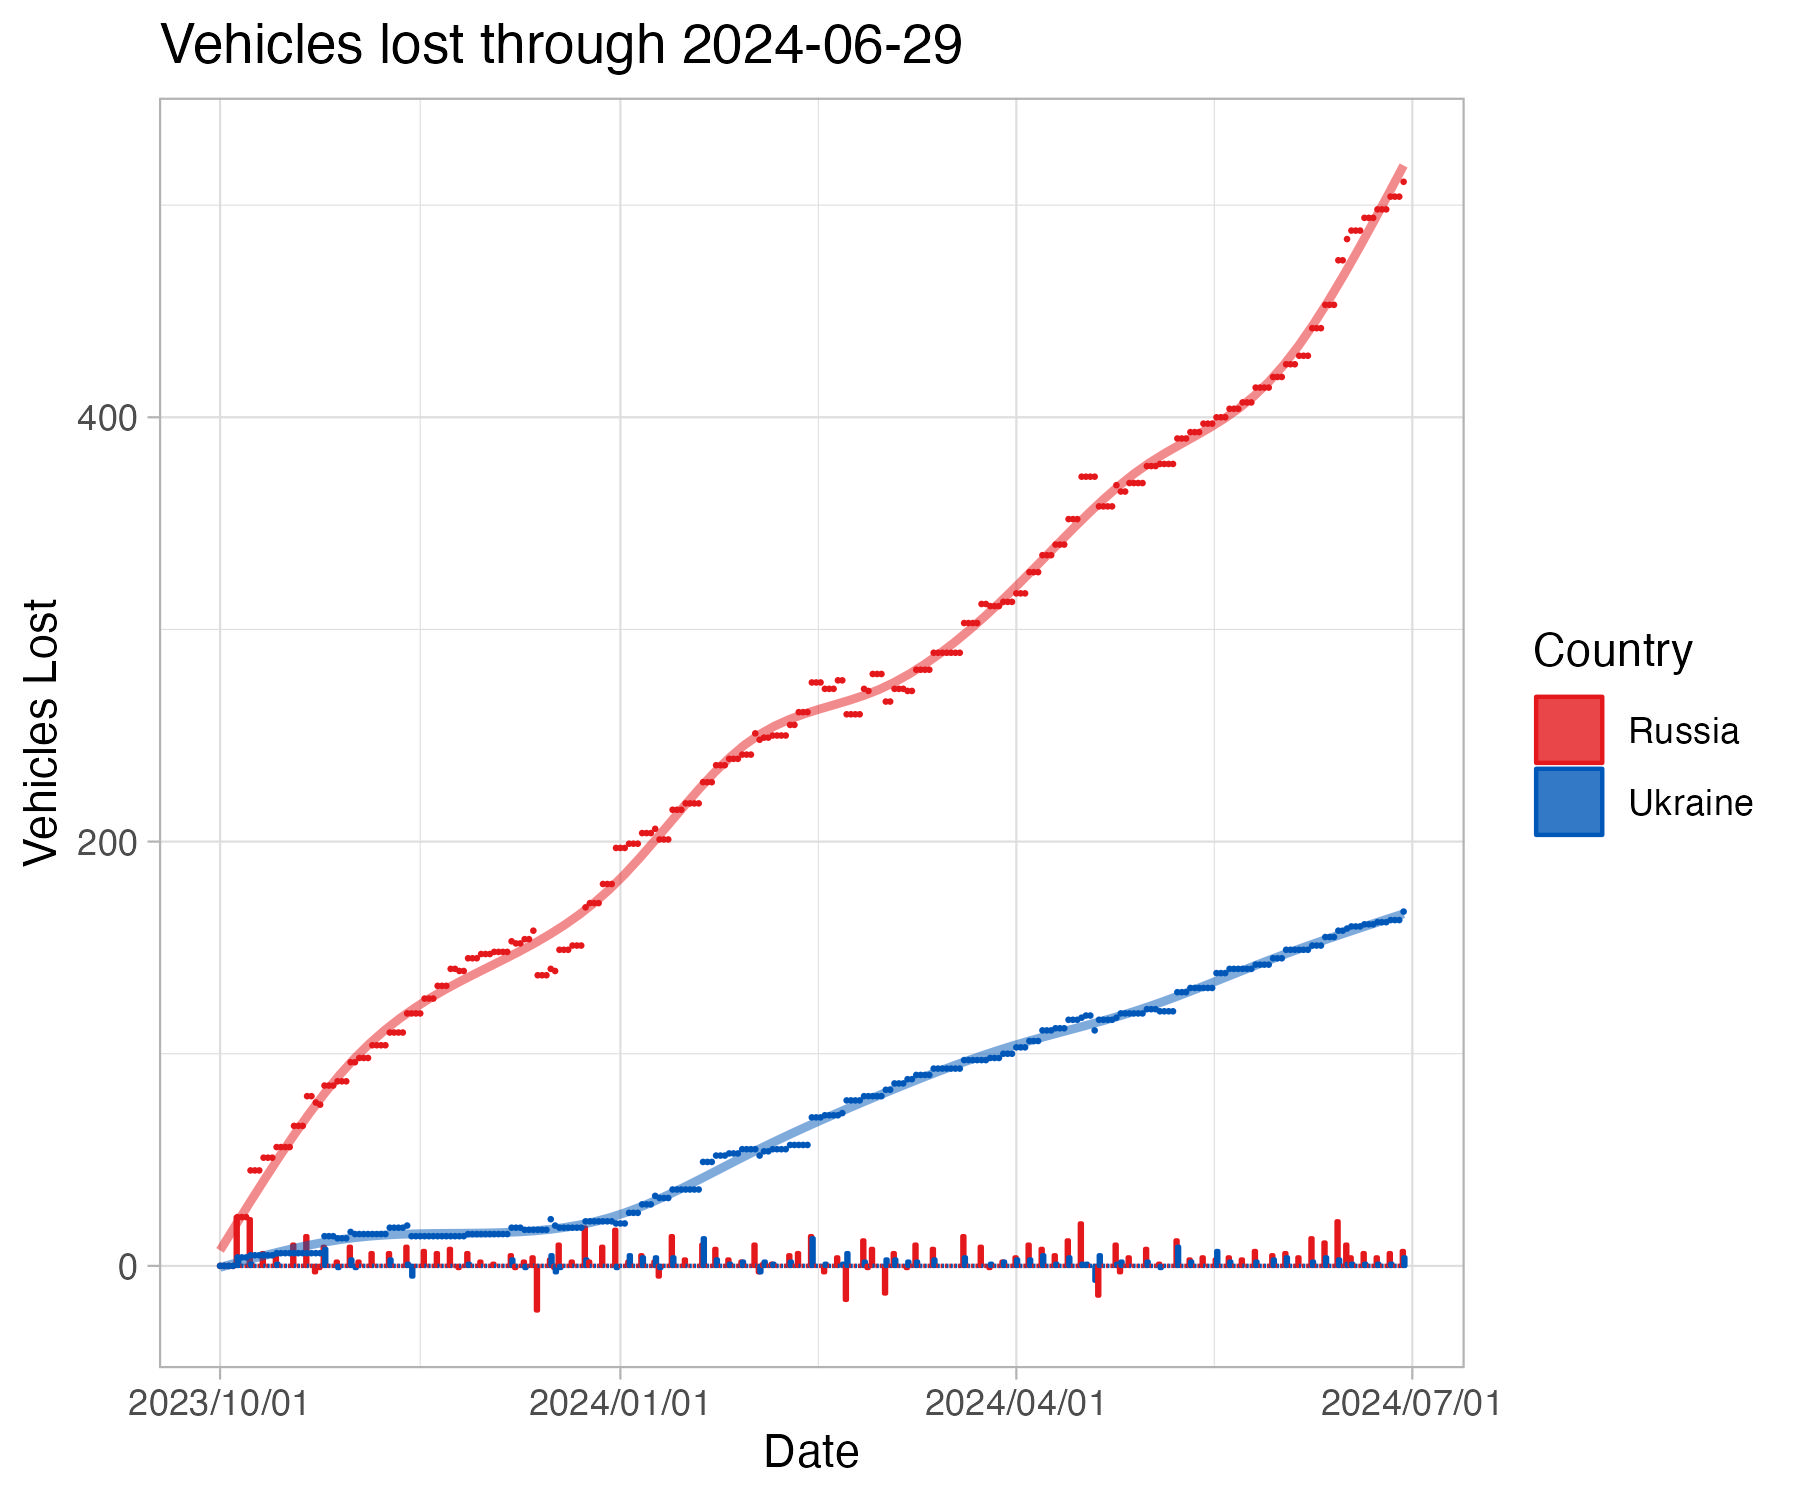 Vehicles lost through 2024-06-29
Vehicles Lost
400
200
0
2023/10/01
2024/01/01
2024/04/01
2024/07/01
Date
Country
Russia
Ukraine